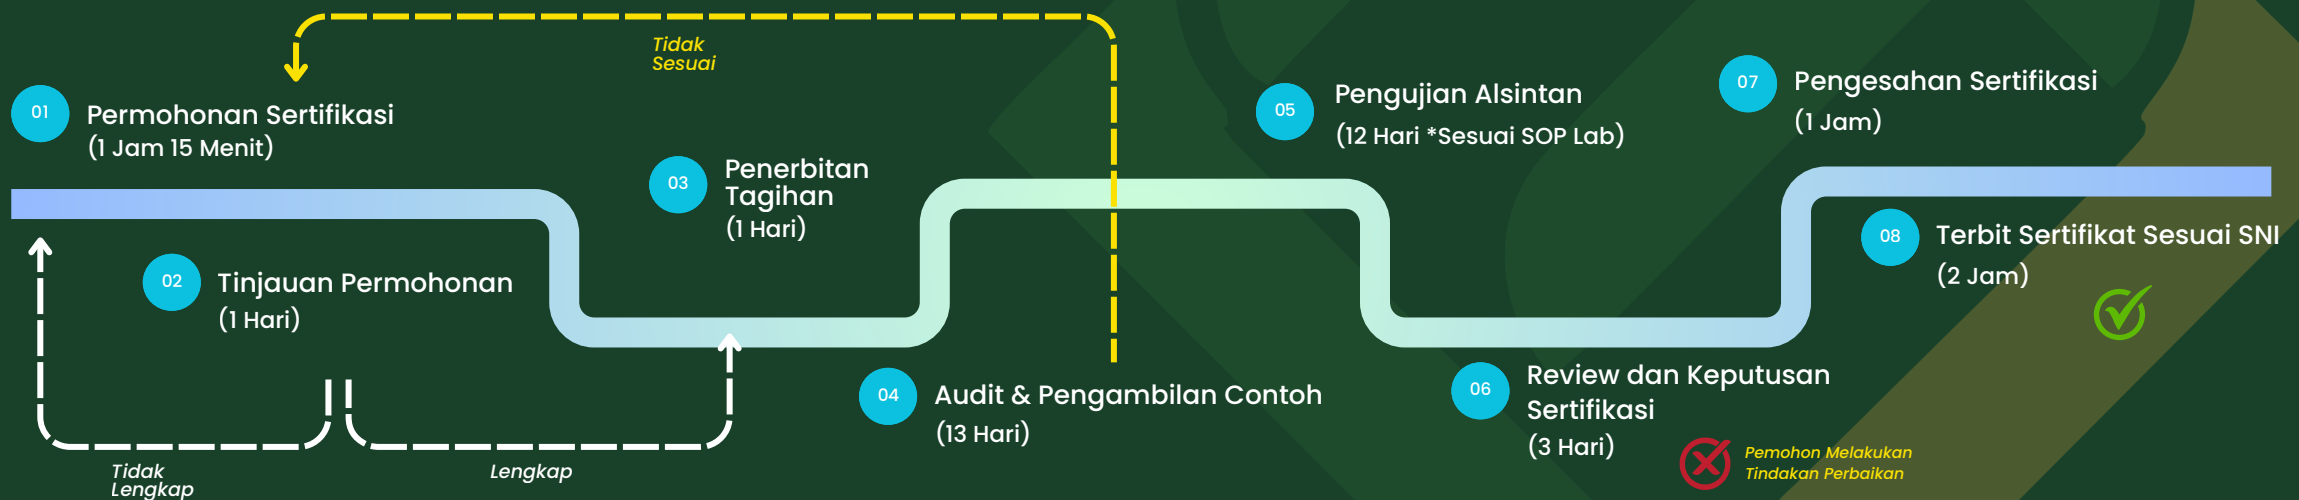 Tidak
Sesuai
01
Permohonan Sertifikasi
(1 Jam 15 Menit)
02
Tinjauan Permohonan
(1 Hari)
Tidak
Lengkap
Lengkap
03
Penerbitan
Tagihan
(1 Hari)
04
Audit & Pengambilan Contoh
(13 Hari)
05
Pengujian Alsintan
(12 Hari *Sesuai SOP Lab)
06
Review dan Keputusan
Sertifikasi
(3 Hari)
Pemohon Melakukan
Tindakan Perbaikan
07
Pengesahan Sertifikasi
(1 Jam)
08
Terbit Sertifikat Sesuai SNI
(2 Jam)